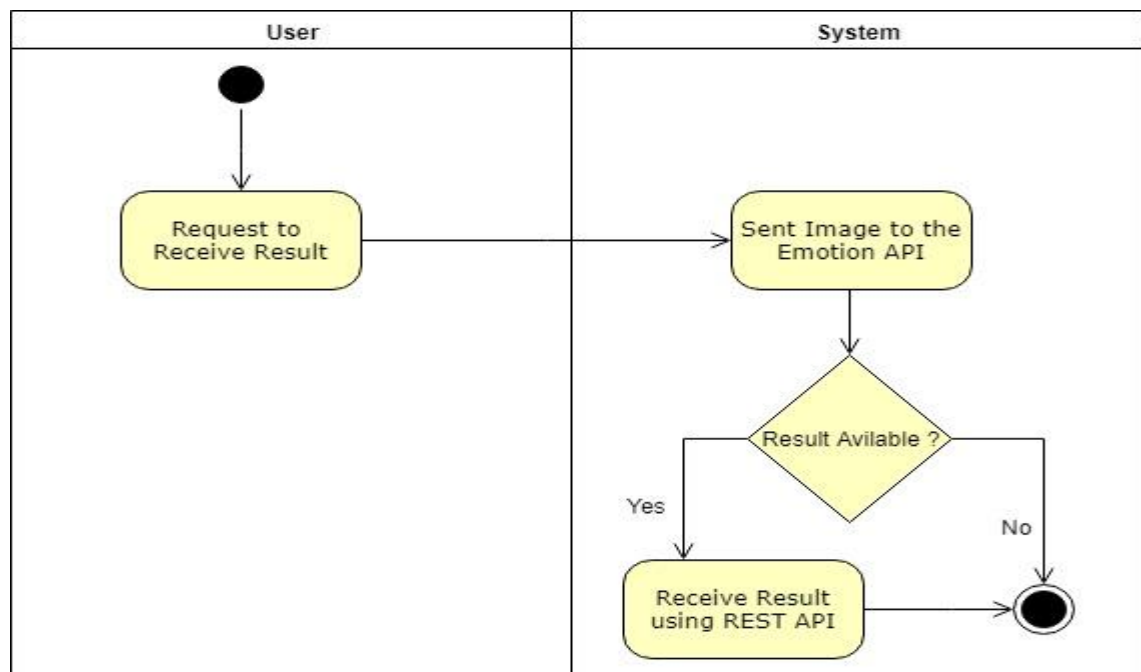 User
System
Request to
Receive Result
Sent Image to the
Emotion API
Result Avilable ?
Yes
No
Receive Result
using REST API